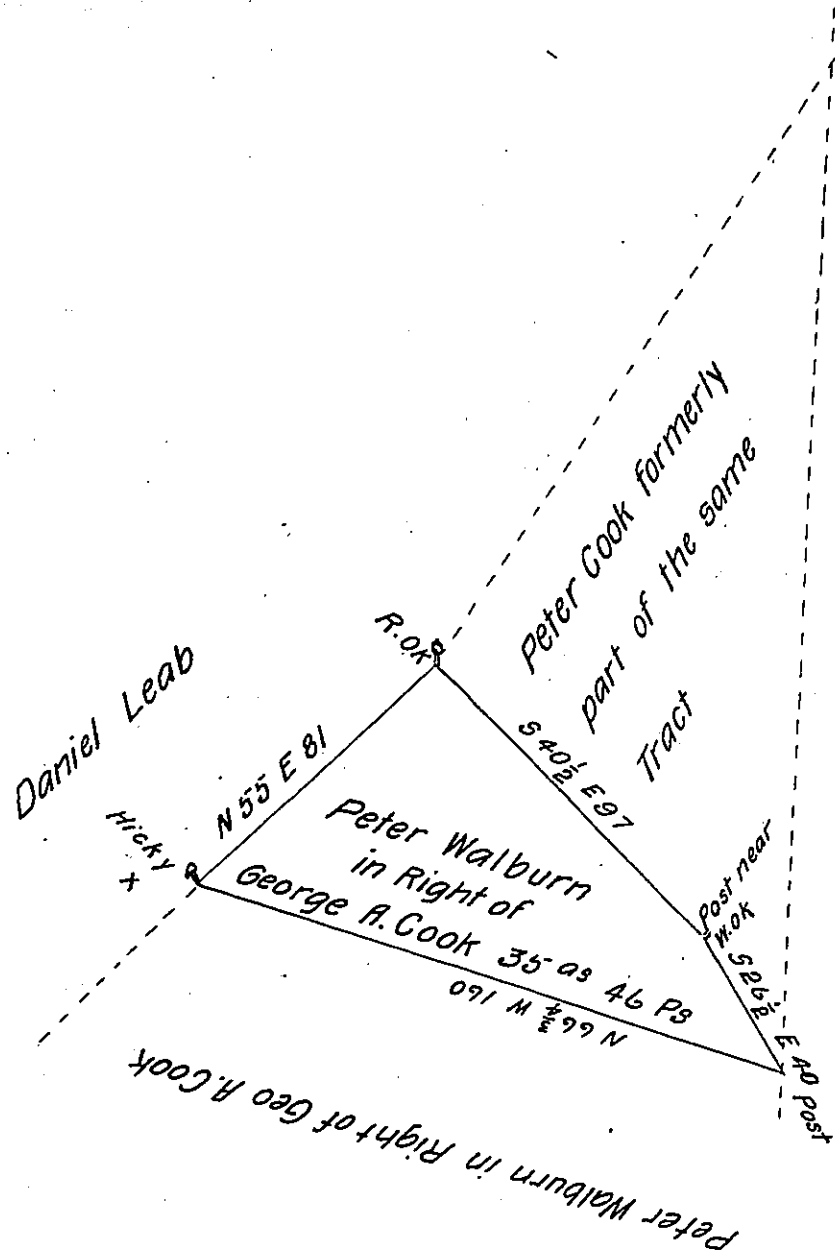 Peter Cook formerly
part of the same
Tract
R.OK
Daniel Leab
N 55 E 81
S 40½ E 97
Hicky
x
Peter Walburn
in Right of
George A. Cook 35 as 46 Ps
Post near
W.OK
S 26½ E 40
Post
N 66¾ W 160
Peter Walburn in Right of Geo A. Cook